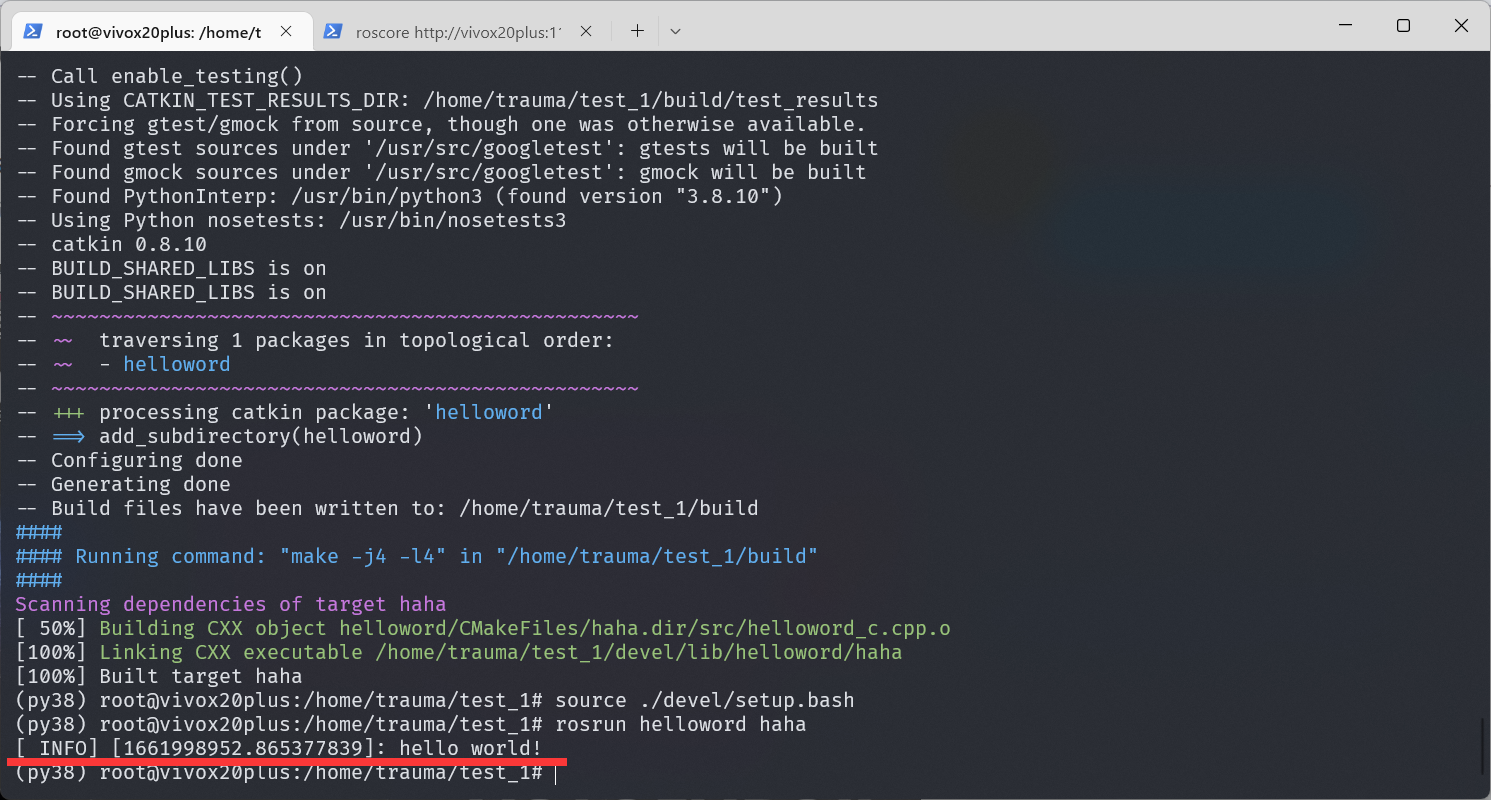 root@vivox20plus: /home/t
roscore http://vivox20plus:1
-- Call enable_testing()
-- Using CATKIN_TEST_RESULTS_DIR: /home/trauma/test_1/build/test_results
-- Forcing gtest/gmock from source, though one was otherwise available.
-- Found gtest sources under '/usr/src/googletest': gtests will be built
-- Found gmock sources under '/usr/src/googletest': gmock will be built
-- Found PythonInterp: /usr/bin/python3 (found version "3.8.10")
-- Using Python nosetests: /usr/bin/nosetests3
-- catkin 0.8.10
-- BUILD_SHARED_LIBS is on
-- BUILD_SHARED_LIBS is on
-- ~~~~~~~~~~~~~~~~~~~~~~~~~~~~~~~~~~~~~~~~~~~~~~~~~
-- ~~  traversing 1 packages in topological order:
-- ~~  - helloword
-- ~~~~~~~~~~~~~~~~~~~~~~~~~~~~~~~~~~~~~~~~~~~~~~~~~
-- +++ processing catkin package: 'helloword'
-- ==> add_subdirectory(helloword)
-- Configuring done
-- Generating done
-- Build files have been written to: /home/trauma/test_1/build
####
#### Running command: "make -j4 -l4" in "/home/trauma/test_1/build"
####
Scanning dependencies of target haha
[ 50%] Building CXX object helloword/CMakeFiles/haha.dir/src/helloword_c.cpp.o
[100%] Linking CXX executable /home/trauma/test_1/devel/lib/helloword/haha
[100%] Built target haha
(py38) root@vivox20plus:/home/trauma/test_1# source ./devel/setup.bash
(py38) root@vivox20plus:/home/trauma/test_1# rosrun helloword haha
[ INFO] [1661998952.865377839]: hello world!
(py38) root@vivox20plus:/home/trauma/test_1#